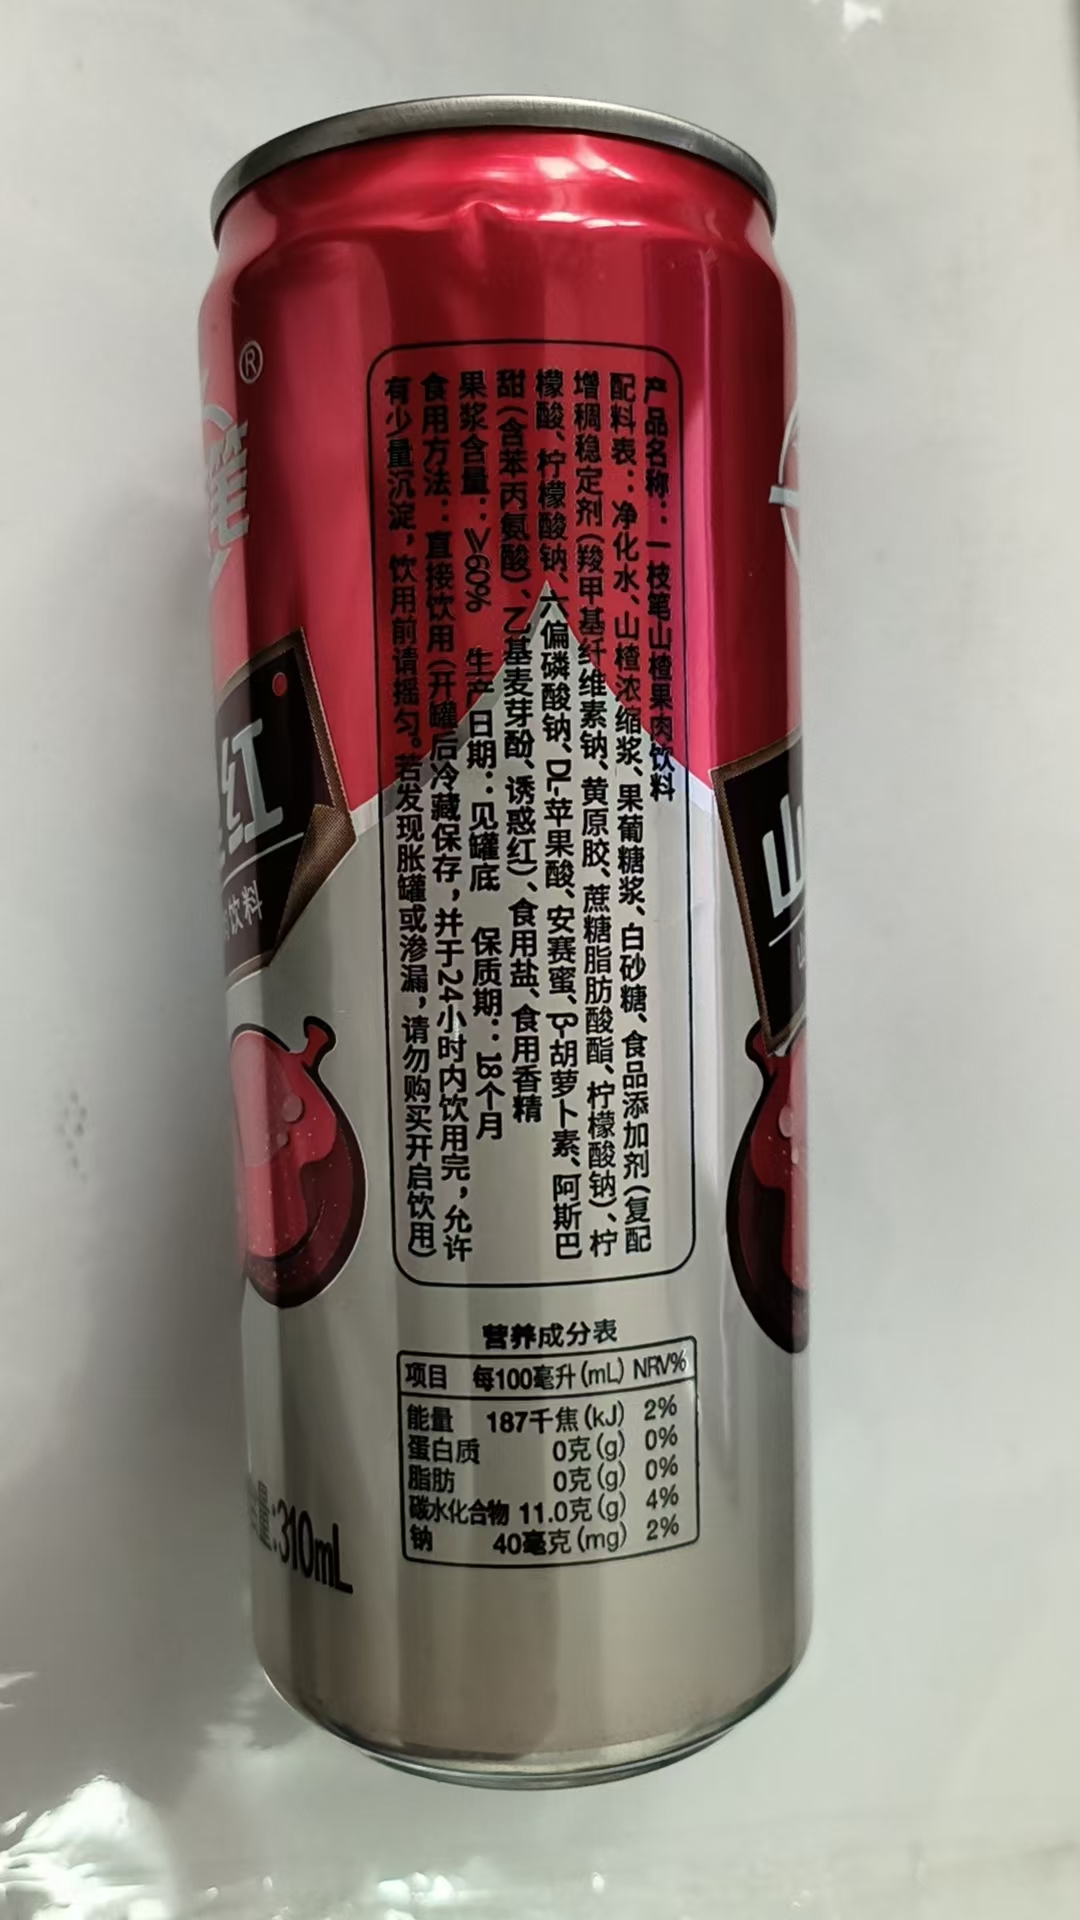 ®
笔
红
饮料
产品名称：一枝笔山楂果肉饮料
配料表：净化水、山楂浓缩浆、果葡糖浆、白砂糖、食品添加剂（复配
增稠稳定剂（羧甲基纤维素钠、黄原胶、蔗糖脂肪酸酯、柠檬酸钠）、柠
檬酸、柠檬酸钠、六偏磷酸钠、DL-苹果酸、安赛蜜、β-胡萝卜素、阿斯巴
甜（含苯丙氨酸）、乙基麦芽酚、诱惑红）、食用盐、食用香精
果浆含量：≥60% 生产日期：见罐底 保质期：18个月
食用方法：直接饮用（开罐后冷藏保存，并于24小时内饮用完，允许
有少量沉淀，饮用前请摇匀。若发现胀罐或渗漏，请勿购买开启饮用）
山
营养成分表
项目 每100毫升(mL) NRV%
能量 187千焦(kJ) 2%
蛋白质 0克(g) 0%
脂肪 0克(g) 0%
碳水化合物 11.0克(g) 4%
钠 40毫克(mg) 2%
量:310mL